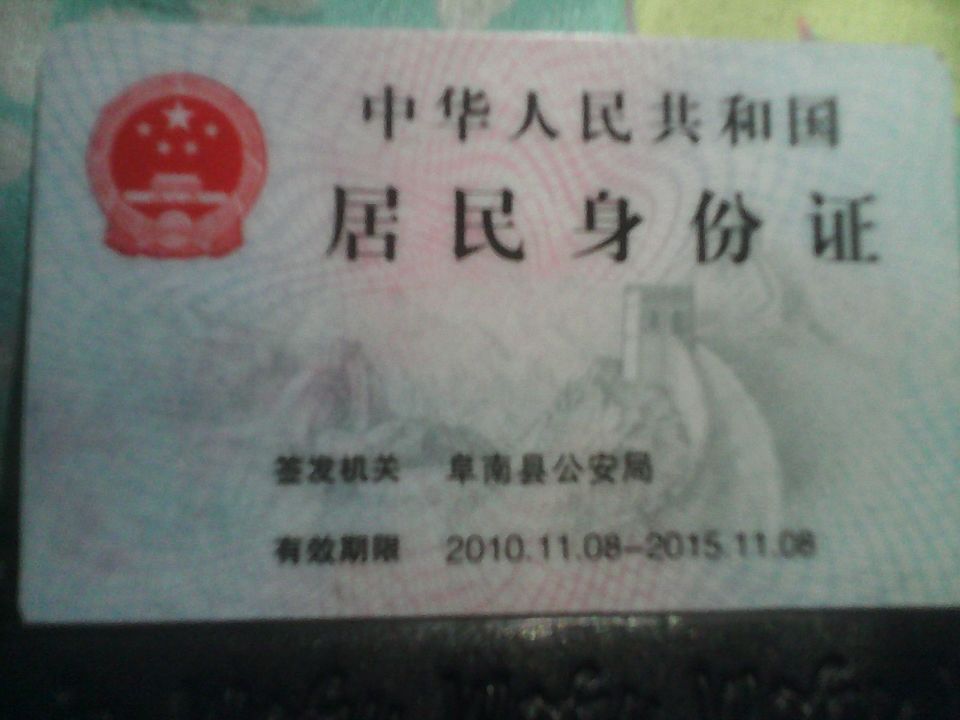 中华人民共和国
居民身份证
签发机关 阜南县公安局
有效期限 2010.11.08-2015.11.08